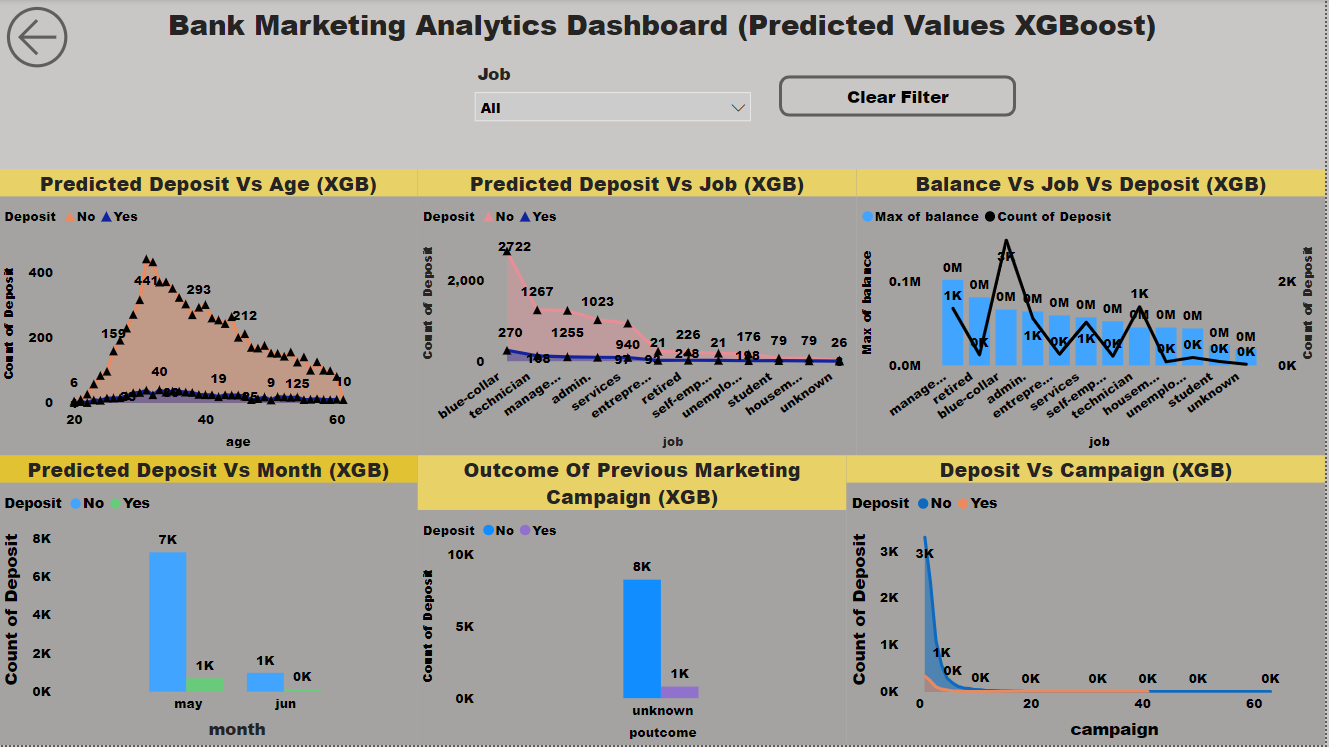 Bank Marketing Analytics Dashboard (Predicted Values XGBoost)
Job
All
Clear Filter
Predicted Deposit Vs Age (XGB)
Deposit No Yes
Count of Deposit
400
200
0
6
159
441
293
212
40
19
9
125
10
20 40 60
age
Predicted Deposit Vs Job (XGB)
Deposit No Yes
Count of Deposit
2,000
0
2722
1267
1255
1023
940
21
226
21
176
79
79
26
270
168
248
198
blue-collar
technician
manage...
admin.
services
entrepre...
retired
self-emp...
unemplo...
student
housem...
unknown
job
Balance Vs Job Vs Deposit (XGB)
Max of balance Count of Deposit
Max of balance
0.1M
0.0M
Count of Deposit
2K
0K
0M 0M 0M 0M 0M 0M 0M 0M 0M 0M 0M 0M
1K 0K 3K 1K 0K 1K 0K 1K 0K 0K 0K 0K
manage...
retired
blue-collar
admin.
entrepre...
services
self-emp...
technician
housem...
unemplo...
student
unknown
job
Predicted Deposit Vs Month (XGB)
Deposit No Yes
Count of Deposit
8K
6K
4K
2K
0K
7K
1K
1K
0K
may jun
month
Outcome Of Previous Marketing
Campaign (XGB)
Deposit No Yes
Count of Deposit
10K
5K
0K
8K
1K
unknown
poutcome
Deposit Vs Campaign (XGB)
Deposit No Yes
Count of Deposit
3K
2K
1K
0K
3K
1K
0K
0K
0K
0K
0K
0K
0K
0 20 40 60
campaign